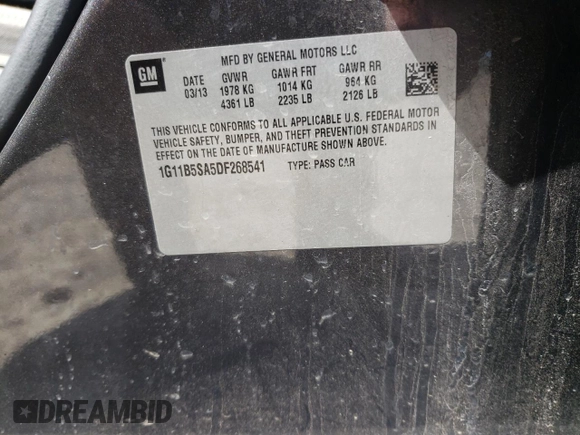 GM
MFD BY GENERAL MOTORS LLC
DATE GVWR GAWR FRT GAWR RR
03/13 1978 KG 1014 KG 964 KG
4361 LB 2235 LB 2126 LB
THIS VEHICLE CONFORMS TO ALL APPLICABLE U.S. FEDERAL MOTOR
VEHICLE SAFETY, BUMPER, AND THEFT PREVENTION STANDARDS IN
EFFECT ON THE DATE OF MANUFACTURE SHOWN ABOVE.
1G11B5SA5DF268541 TYPE: PASS CAR
DREAMBID